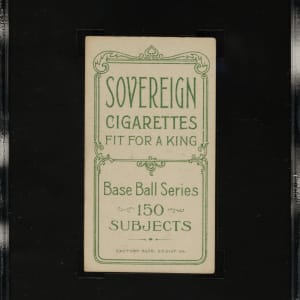 SOVEREIGN
CIGARETTES
FIT FOR A KING
Base Ball Series
150
SUBJECTS